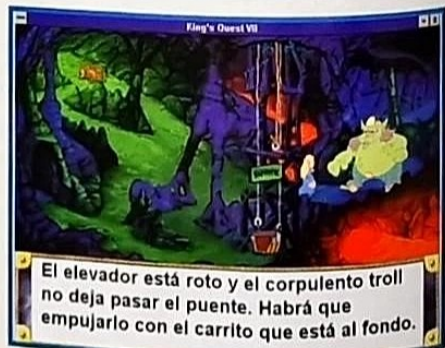 King's Quest VII
El elevador está roto y el corpulento troll
no deja pasar el puente. Habrá que
empujarlo con el carrito que está al fondo.